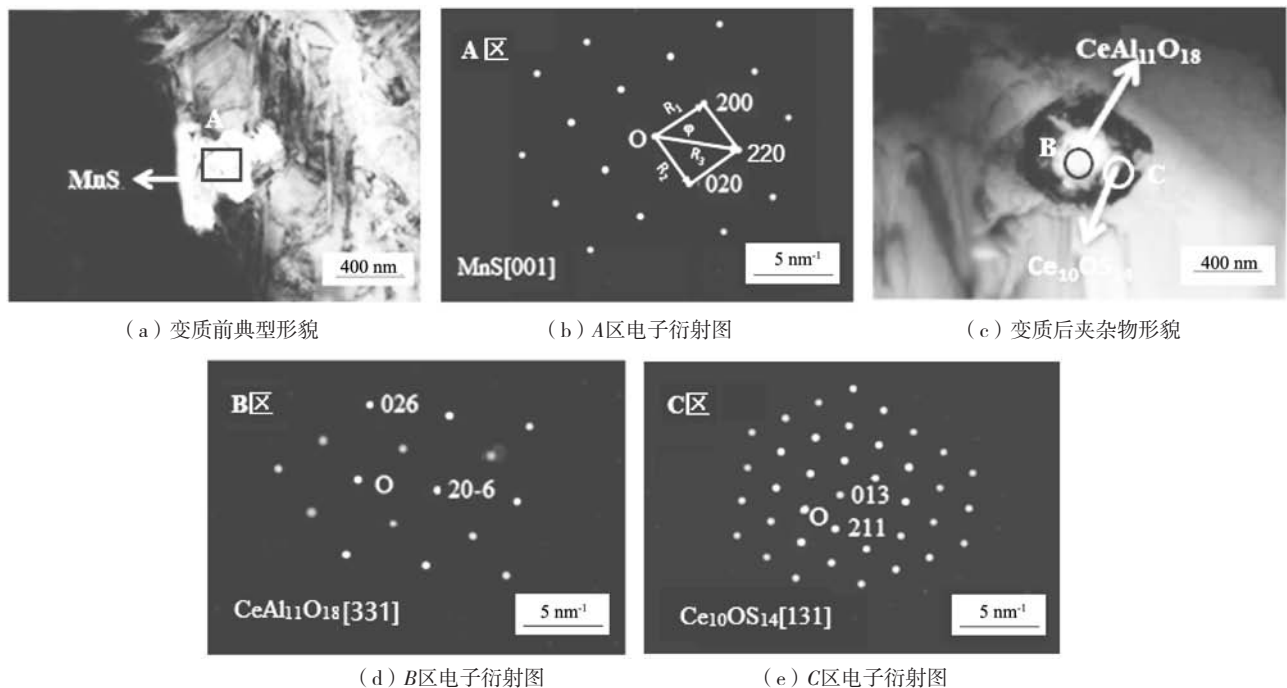 A
MnS
400 nm
（a）变质前典型形貌
A区
R₁
200
O
φ
R₃
220
R₂
020
MnS[001]
5 nm⁻¹
（b）A区电子衍射图
CeAl₁₁O₁₈
B
C
Ce₁₀OS₁₄
400 nm
（c）变质后夹杂物形貌
B区
026
O
20-6
CeAl₁₁O₁₈[331]
5 nm⁻¹
（d）B区电子衍射图
C区
013
O
211
Ce₁₀OS₁₄[131]
5 nm⁻¹
（e）C区电子衍射图